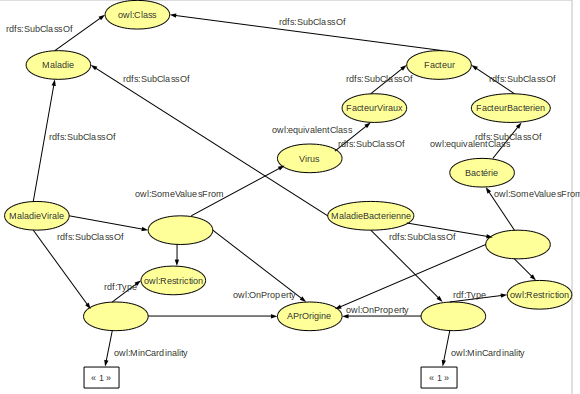 owl:Class
rdfs:SubClassOf
rdfs:SubClassOf
Maladie
Facteur
rdfs:SubClassOf
rdfs:SubClassOf
rdfs:SubClassOf
FacteurViraux
FacteurBacterien
owl:equivalentClass
rdfs:SubClassOf
rdfs:SubClassOf
rdfs:SubClassOf
owl:equivalentClass
Virus
Bactérie
owl:SomeValuesFrom
owl:SomeValuesFrom
MaladieVirale
MaladieBacterienne
rdfs:SubClassOf
rdfs:SubClassOf
owl:Restriction
rdf:Type
owl:OnProperty
rdf:Type
owl:Restriction
owl:OnProperty
APrOrigine
owl:MinCardinality
owl:MinCardinality
« 1 »
« 1 »